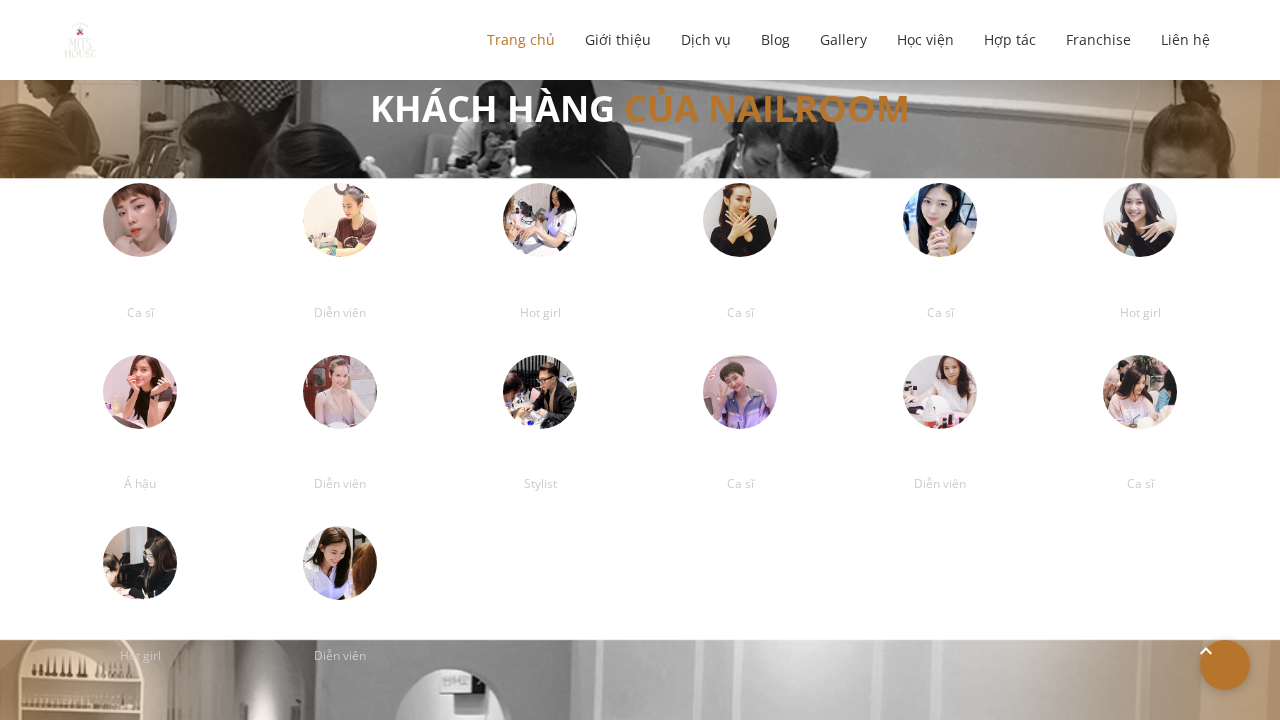 MITS
HOUSE
Trang chủ Giới thiệu Dịch vụ Blog Gallery Học viện Hợp tác Franchise Liên hệ
KHÁCH HÀNG CỦA NAILROOM
Ca sĩ Diễn viên Hot girl Ca sĩ Ca sĩ Hot girl
Á hậu Diễn viên Stylist Ca sĩ Diễn viên Ca sĩ
Hot girl Diễn viên